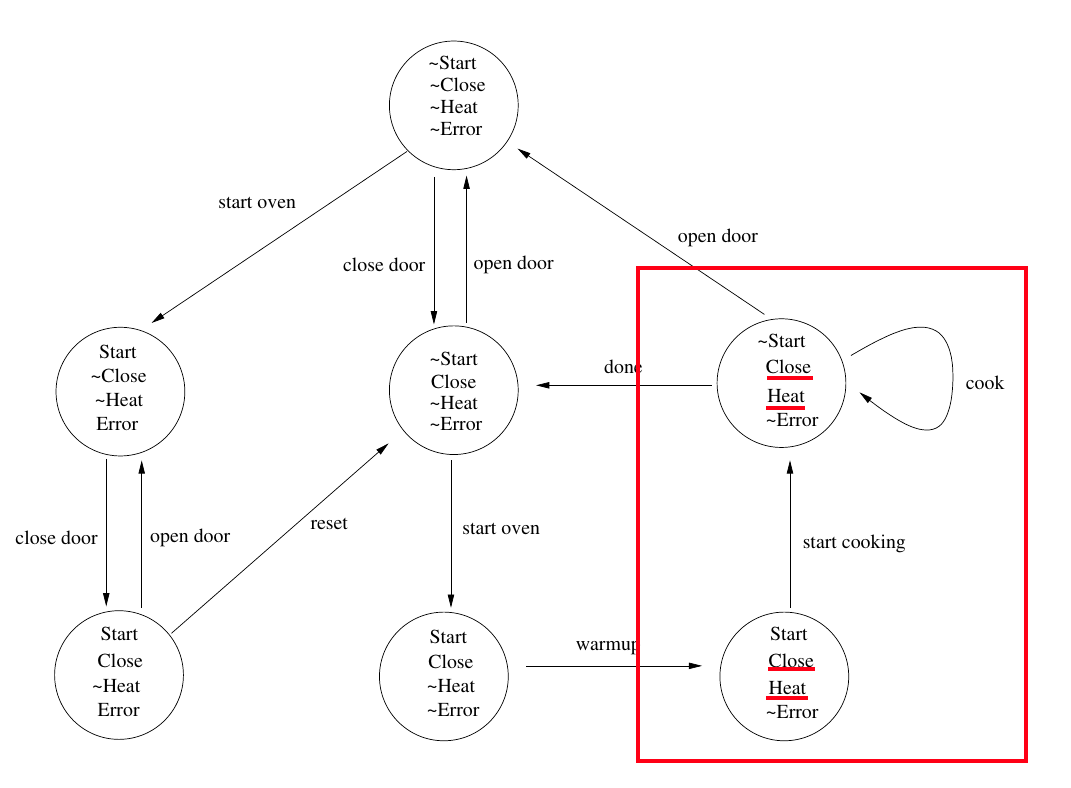 ~Start
~Close
~Heat
~Error
start oven
open door
close door
open door
Start
~Close
~Heat
Error
~Start
Close
~Heat
~Error
done
~Start
Close
Heat
~Error
cook
close door
open door
reset
start oven
start cooking
Start
Close
~Heat
Error
Start
Close
~Heat
~Error
warmup
Start
Close
Heat
~Error